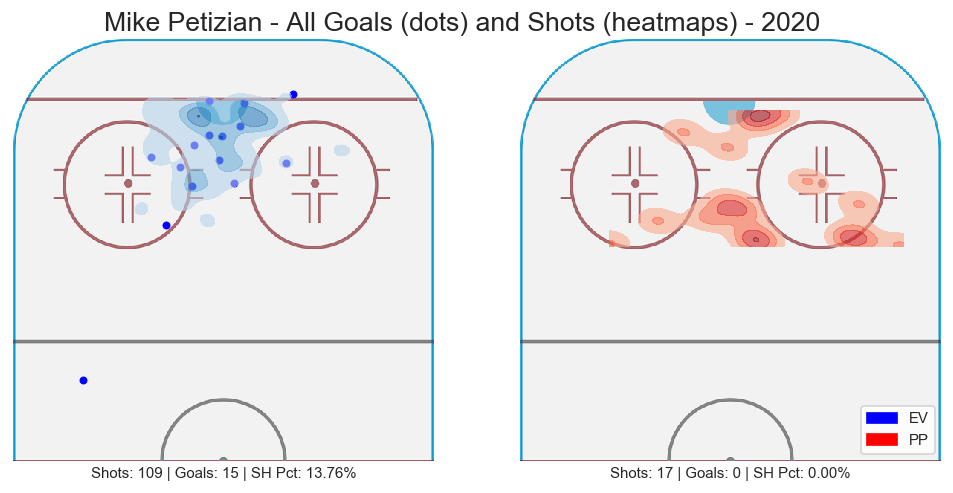 Mike Petizian - All Goals (dots) and Shots (heatmaps) - 2020
EV
PP
Shots: 109 | Goals: 15 | SH Pct: 13.76%
Shots: 17 | Goals: 0 | SH Pct: 0.00%